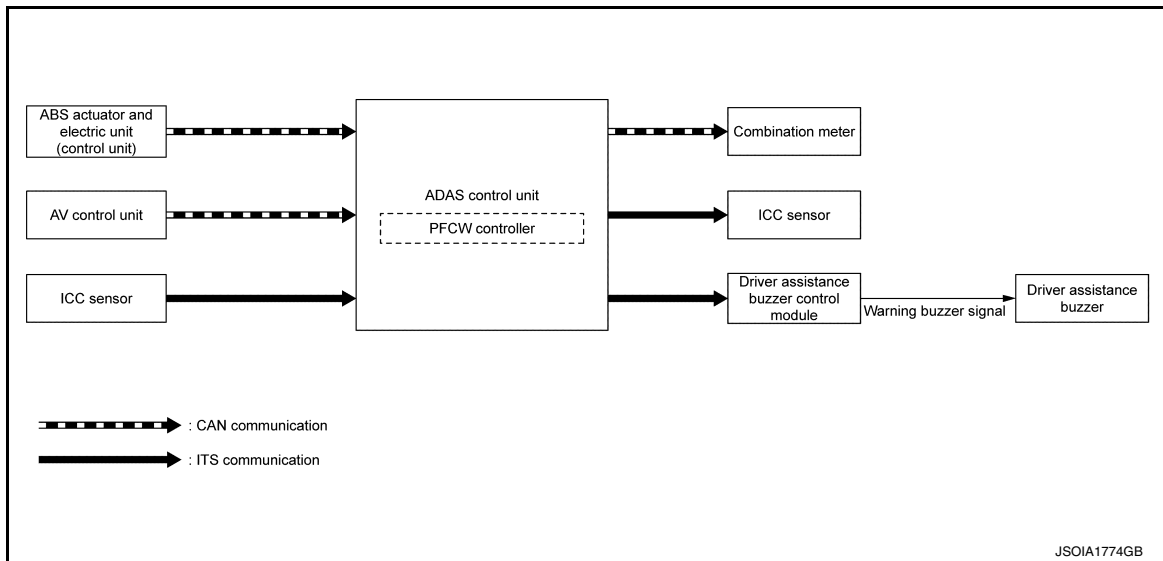 ABS actuator and
electric unit
(control unit)
AV control unit
ICC sensor
ADAS control unit
PFCW controller
Combination meter
ICC sensor
Driver assistance
buzzer control
module
Warning buzzer signal
Driver assistance
buzzer
: CAN communication
: ITS communication
JSOIA1774GB